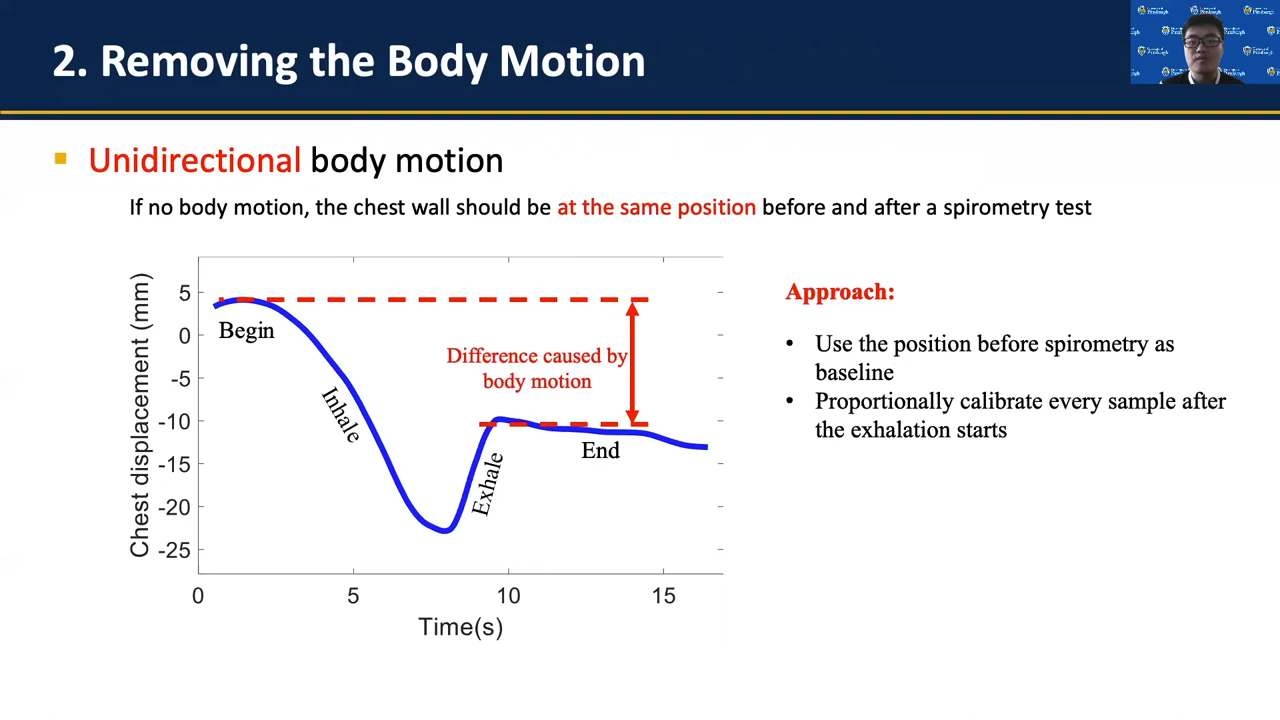 2. Removing the Body Motion
Unidirectional body motion
If no body motion, the chest wall should be at the same position before and after a spirometry test
Chest displacement (mm)
5
0
-5
-10
-15
-20
-25
Begin
Inhale
Exhale
End
Difference caused by
body motion
0
5
10
15
Time(s)
Approach:
• Use the position before spirometry as
baseline
• Proportionally calibrate every sample after
the exhalation starts